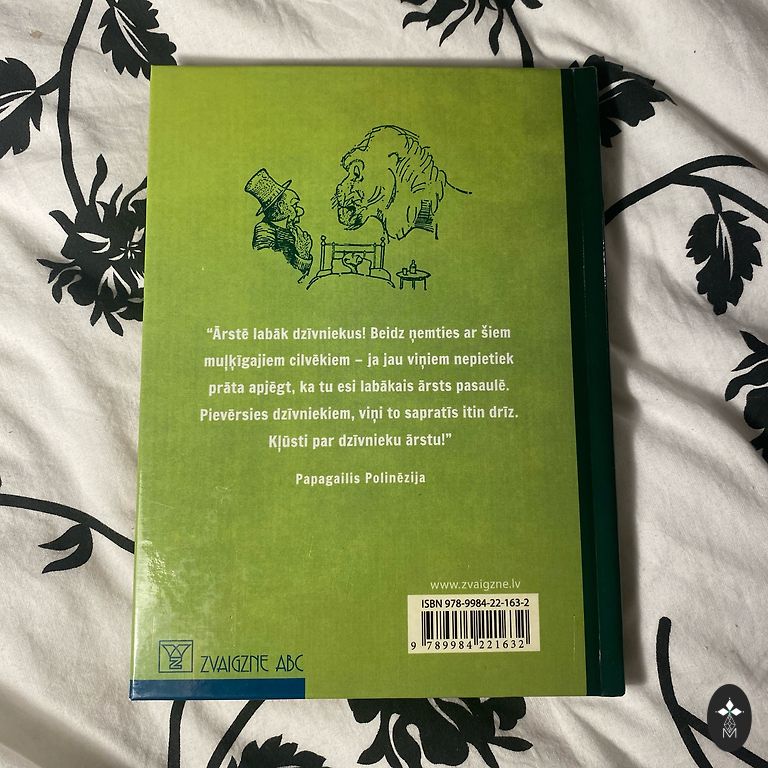 “Ārstē labāk dzīvniekus! Beidz ņemties ar šiem
muļķīgajiem cilvēkiem – ja jau viņiem nepietiek
prāta apjēgt, ka tu esi labākais ārsts pasaulē.
Pievērsies dzīvniekiem, viņi to sapratīs itin drīz.
Kļūsti par dzīvnieku ārstu!”
Papagailis Polinēzija
www.zvaigzne.lv
ISBN 978-9984-22-163-2
9 789984 221632
ZVAIGZNE ABC
M